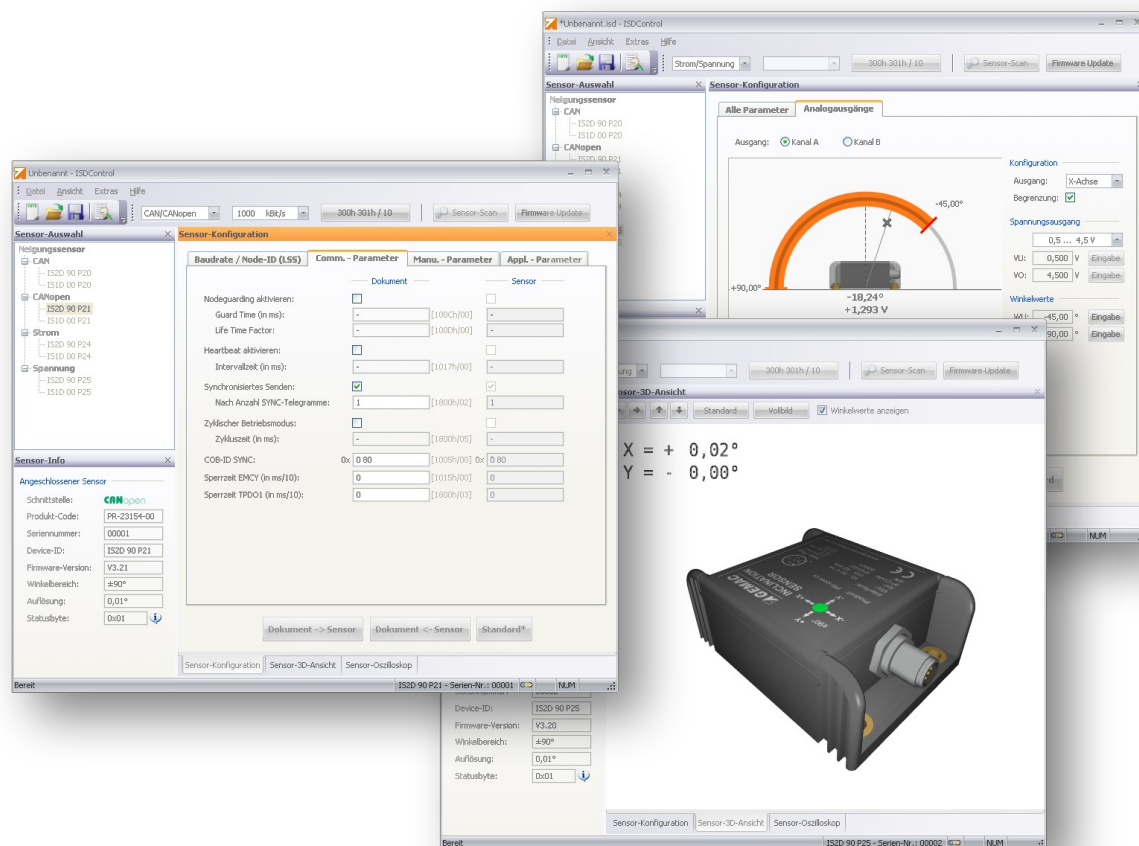 *Unbenannt.isd - ISDControl
Datei Ansicht Extras Hilfe
Strom/Spannung
300h 301h / 10
Sensor-Scan
Firmware Update
Sensor-Auswahl
Neigungssensor
CAN
IS2D 90 P20
IS1D 00 P20
CANopen
IS2D 90 P21
Sensor-Konfiguration
Alle Parameter
Analogausgänge
Ausgang: Kanal A Kanal B
-45,00°
+90,00°
-18,24°
+1,293 V
Konfiguration
Ausgang: X-Achse
Begrenzung:
Spannungsausgang
0,5 ... 4,5 V
VU: 0,500 V Eingabe
VO: 4,500 V Eingabe
Winkelwerte
WU: -45,00 ° Eingabe
90,00 ° Eingabe
NUM
Unbenannt - ISDControl
Datei Ansicht Extras Hilfe
CAN/CANopen
1000 kBit/s
300h 301h / 10
Sensor-Scan
Firmware Update
Sensor-Auswahl
Neigungssensor
CAN
IS2D 90 P20
IS1D 00 P20
CANopen
IS2D 90 P21
IS1D 00 P21
Strom
IS2D 90 P24
IS1D 00 P24
Spannung
IS2D 90 P25
IS1D 00 P25
Sensor-Info
Angeschlossener Sensor
Schnittstelle: CANopen
Produkt-Code: PR-23154-00
Seriennummer: 00001
Device-ID: IS2D 90 P21
Firmware-Version: V3.21
Winkelbereich: ±90°
Auflösung: 0,01°
Statusbyte: 0x01
Sensor-Konfiguration
Baudrate / Node-ID (LSS)
Comm. - Parameter
Manu. - Parameter
Appl. - Parameter
Dokument Sensor
Nodeguarding aktivieren:
Guard Time (in ms): - [100Ch/00] -
Life Time Factor: - [100Dh/00] -
Heartbeat aktivieren:
Intervallzeit (in ms): - [1017h/00] -
Synchronisiertes Senden:
Nach Anzahl SYNC-Telegramme: 1 [1800h/02] 1
Zyklischer Betriebsmodus:
Zykluszeit (in ms): - [1800h/05] -
COB-ID SYNC: 0x 0 80 [1005h/00] 0x 0 80
Sperrzeit EMCY (in ms/10): 0 [1015h/00] 0
Sperrzeit TPDO1 (in ms/10): 0 [1800h/03] 0
Dokument -> Sensor
Dokument <- Sensor
Standard*
Sensor-Konfiguration
Sensor-3D-Ansicht
Sensor-Oszilloskop
Bereit
IS2D 90 P21 - Serien-Nr.: 00001
NUM
300h 301h / 10
Sensor-Scan
Firmware Update
Standard
Vollbild
Winkelwerte anzeigen
X = + 0,02°
Y = - 0,00°
GEMAC
INCLINATION
SENSOR
Device-ID: IS2D 90 P25
Firmware-Version: V3.20
Winkelbereich: ±90°
Auflösung: 0,01°
Statusbyte: 0x01
Sensor-Konfiguration
Sensor-3D-Ansicht
Sensor-Oszilloskop
Bereit
IS2D 90 P25 - Serien-Nr.: 00002
NUM